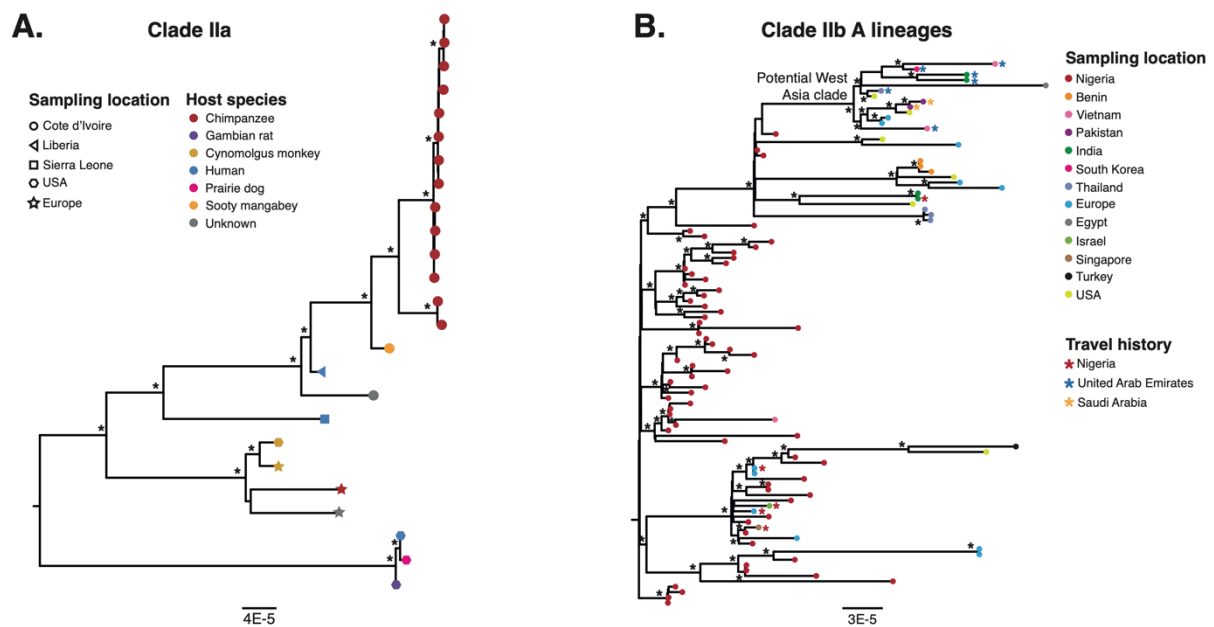 A.
Clade IIa
Sampling location
Cote d'Ivoire
Liberia
Sierra Leone
USA
Europe
Host species
Chimpanzee
Gambian rat
Cynomolgus monkey
Human
Prairie dog
Sooty mangabey
Unknown
4E-5
B.
Clade IIb A lineages
Potential West
Asia clade
Sampling location
Nigeria
Benin
Vietnam
Pakistan
India
South Korea
Thailand
Europe
Egypt
Israel
Singapore
Turkey
USA
Travel history
Nigeria
United Arab Emirates
Saudi Arabia
3E-5